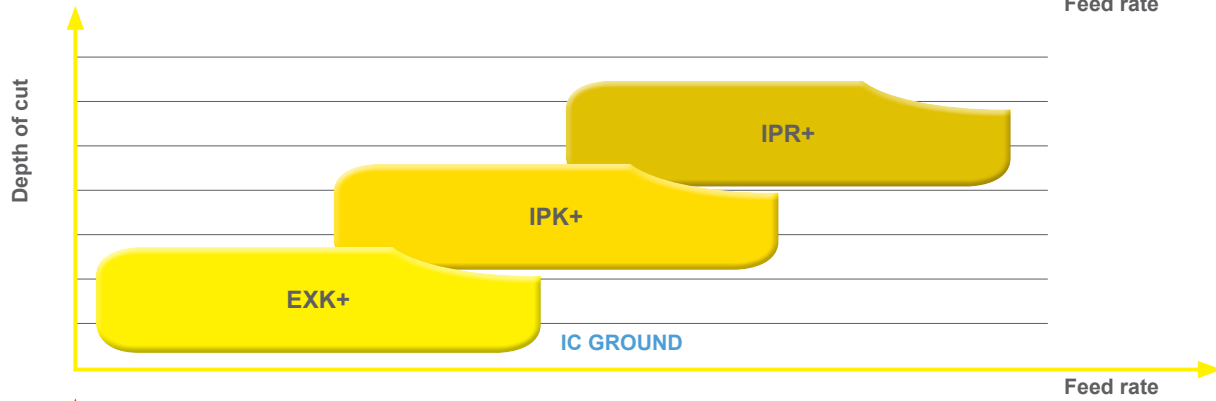 Feed rate
Depth of cut
IPR+
IPK+
EXK+
IC GROUND
Feed rate